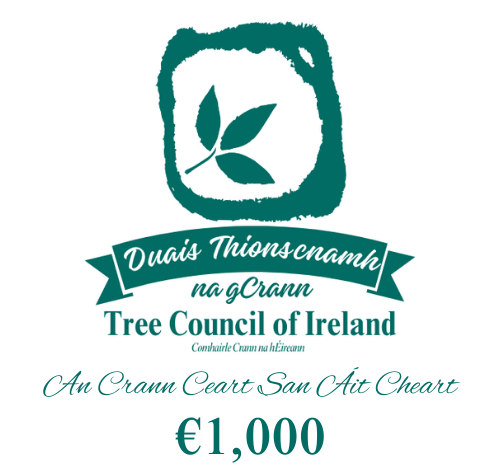 Duais Thionscnamh
na gCrann
Tree Council of Ireland
Comhairle Crann na hÉireann
An Crann Ceart San Áit Cheart
€1,000